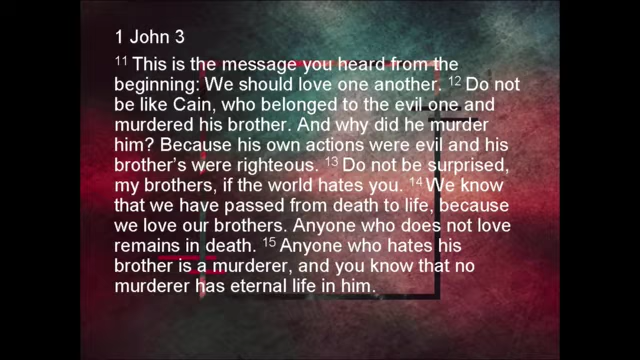 1 John 3
11 This is the message you heard from the
beginning: We should love one another. 12 Do not
be like Cain, who belonged to the evil one and
murdered his brother. And why did he murder
him? Because his own actions were evil and his
brother's were righteous. 13 Do not be surprised,
my brothers, if the world hates you. 14 We know
that we have passed from death to life, because
we love our brothers. Anyone who does not love
remains in death. 15 Anyone who hates his
brother is a murderer, and you know that no
murderer has eternal life in him.